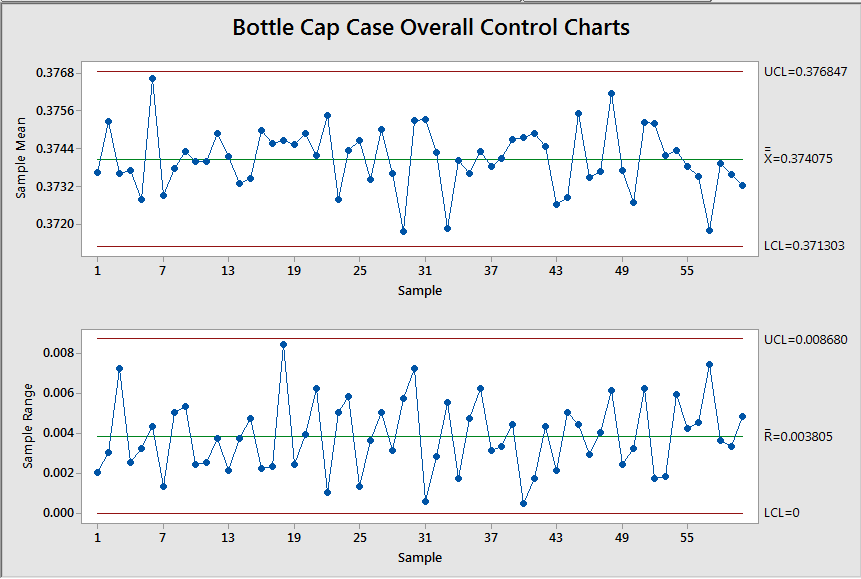 Bottle Cap Case Overall Control Charts
Sample Mean
0.3768
0.3756
0.3744
0.3732
0.3720
UCL=0.376847
X̿=0.374075
LCL=0.371303
1 7 13 19 25 31 37 43 49 55
Sample
Sample Range
0.008
0.006
0.004
0.002
0.000
UCL=0.008680
R̄=0.003805
LCL=0
1 7 13 19 25 31 37 43 49 55
Sample